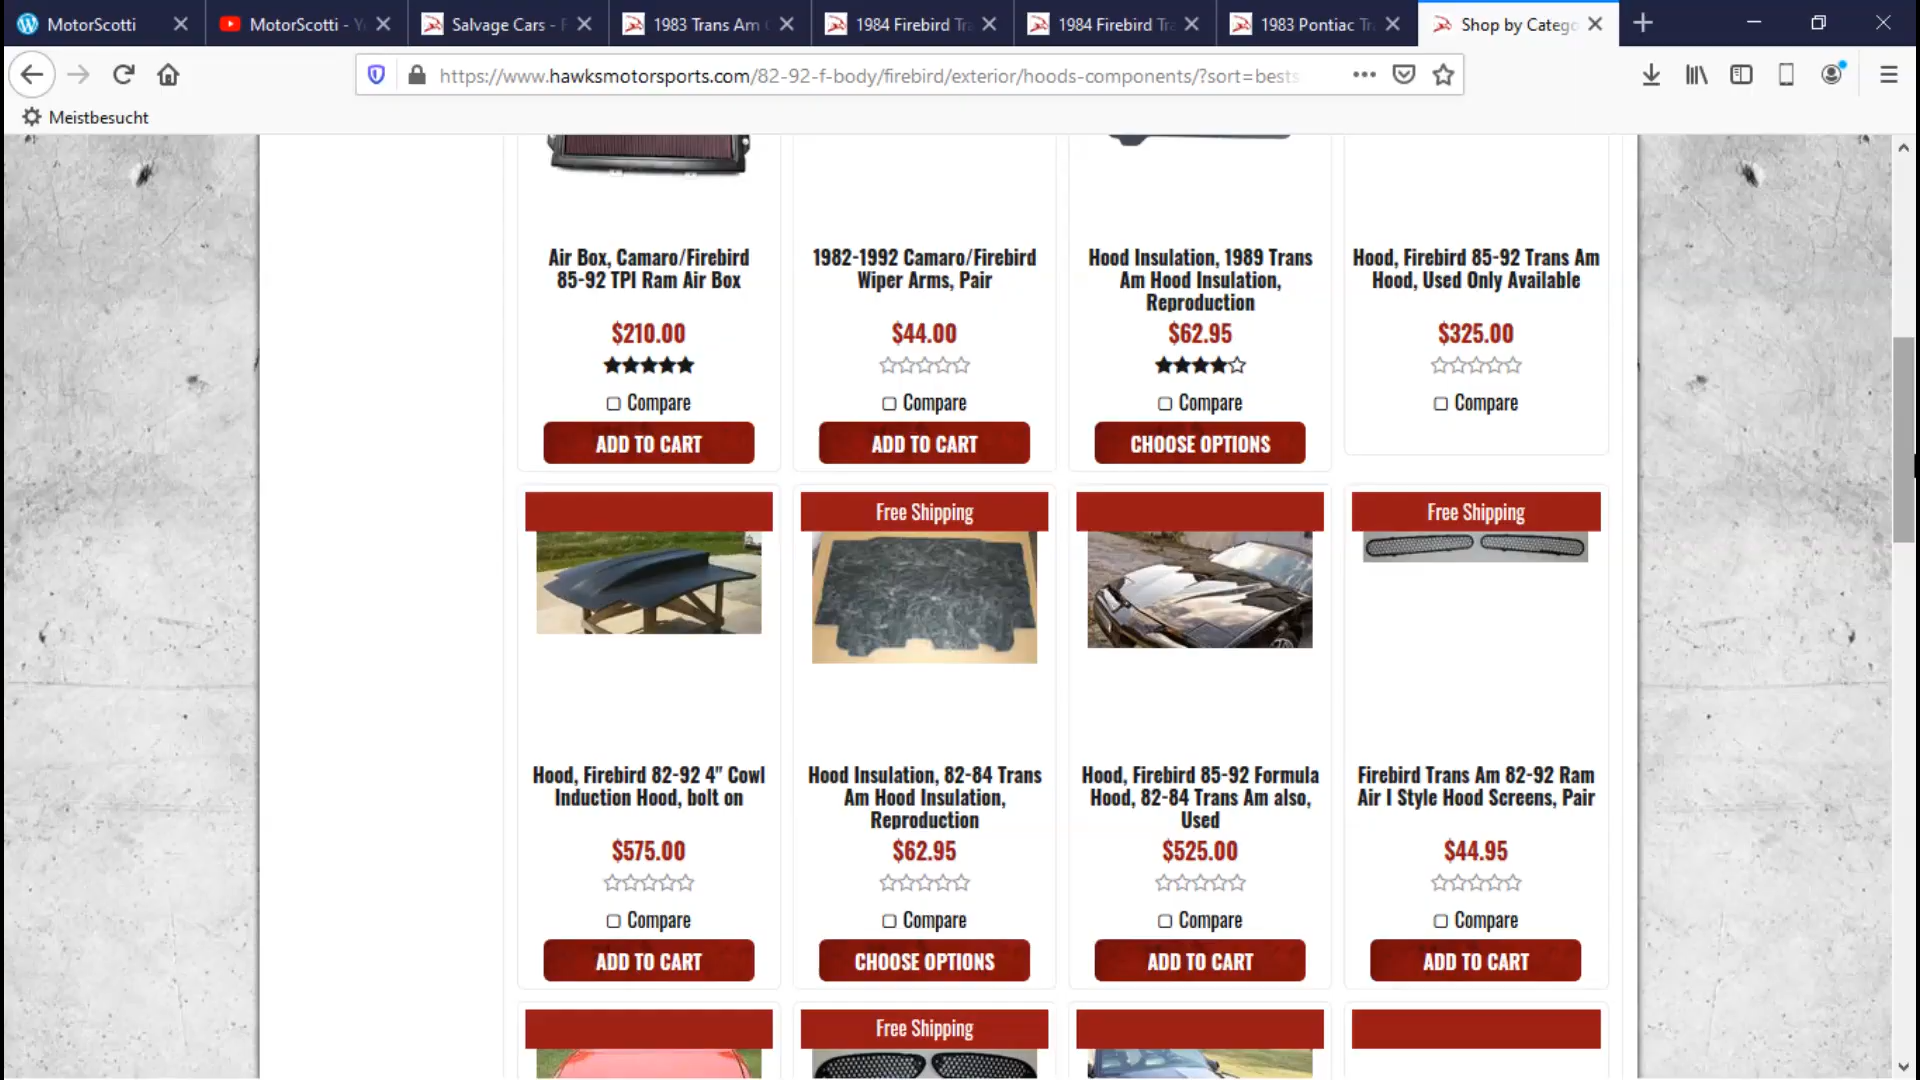 MotorScotti
MotorScotti - Y
Salvage Cars - F
1983 Trans Am
1984 Firebird Tra
1984 Firebird Tra
1983 Pontiac Tr
Shop by Catego
https://www.hawksmotorsports.com/82-92-f-body/firebird/exterior/hoods-components/?sort=bests
Meistbesucht
Air Box, Camaro/Firebird
85-92 TPI Ram Air Box
$210.00
Compare
ADD TO CART
1982-1992 Camaro/Firebird
Wiper Arms, Pair
$44.00
Compare
ADD TO CART
Hood Insulation, 1989 Trans
Am Hood Insulation,
Reproduction
$62.95
Compare
CHOOSE OPTIONS
Hood, Firebird 85-92 Trans Am
Hood, Used Only Available
$325.00
Compare
Hood, Firebird 82-92 4" Cowl
Induction Hood, bolt on
$575.00
Compare
ADD TO CART
Free Shipping
Hood Insulation, 82-84 Trans
Am Hood Insulation,
Reproduction
$62.95
Compare
CHOOSE OPTIONS
Hood, Firebird 85-92 Formula
Hood, 82-84 Trans Am also,
Used
$525.00
Compare
ADD TO CART
Free Shipping
Firebird Trans Am 82-92 Ram
Air I Style Hood Screens, Pair
$44.95
Compare
ADD TO CART
Free Shipping